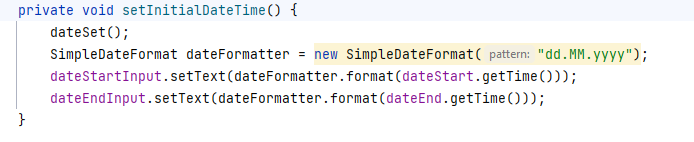 private void setInitialDateTime() {
dateSet();
SimpleDateFormat dateFormatter = new SimpleDateFormat( pattern: "dd.MM.yyyy");
dateStartInput.setText(dateFormatter.format(dateStart.getTime()));
dateEndInput.setText(dateFormatter.format(dateEnd.getTime()));
}